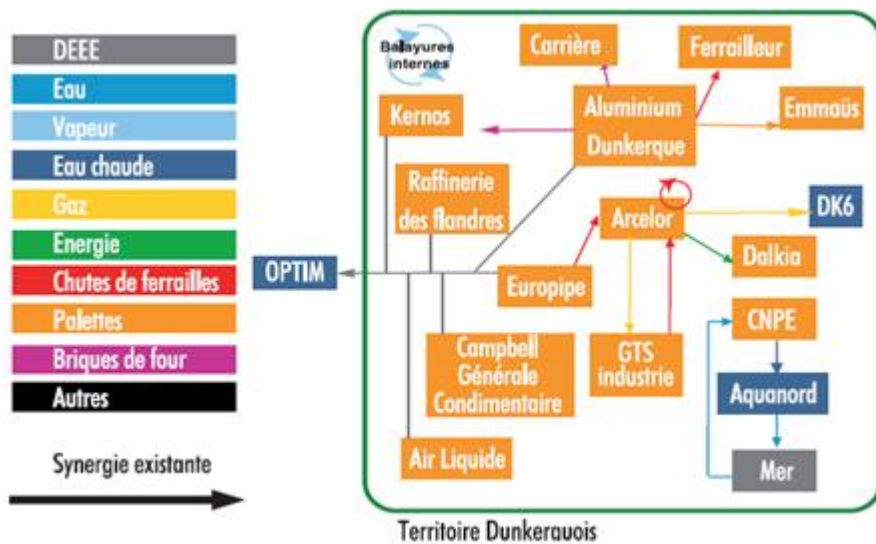 DEEE
Eau
Vapeur
Eau chaude
Gaz
Energie
Chutes de ferrailles
Palettes
Briques de four
Autres
Synergie existante
OPTIM
Balayures
internes
Carrière
Ferrailleur
Kernos
Aluminium
Dunkerque
Emmaüs
Raffinerie
des flandres
Arcelor
DK6
Dalkia
Europipe
CNPE
Campbell
Générale
Condimentaire
GTS
industrie
Aquanord
Air Liquide
Mer
Territoire Dunkerquois